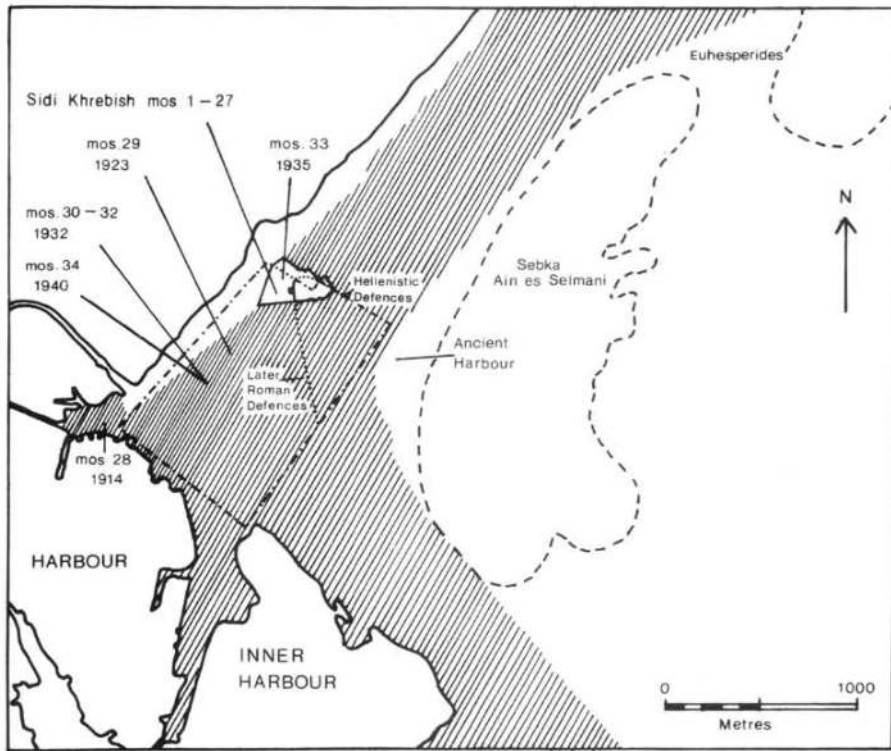 Euhesperides
Sidi Khrebish mos 1-27
mos. 29
1923
mos. 33
1935
mos. 30-32
1932
mos. 34
1940
N
Hellenistic
Defences
Sebka
Ain es Selmani
Ancient
Harbour
Later
Roman
Defences
mos 28
1914
HARBOUR
INNER
HARBOUR
0 1000
Metres